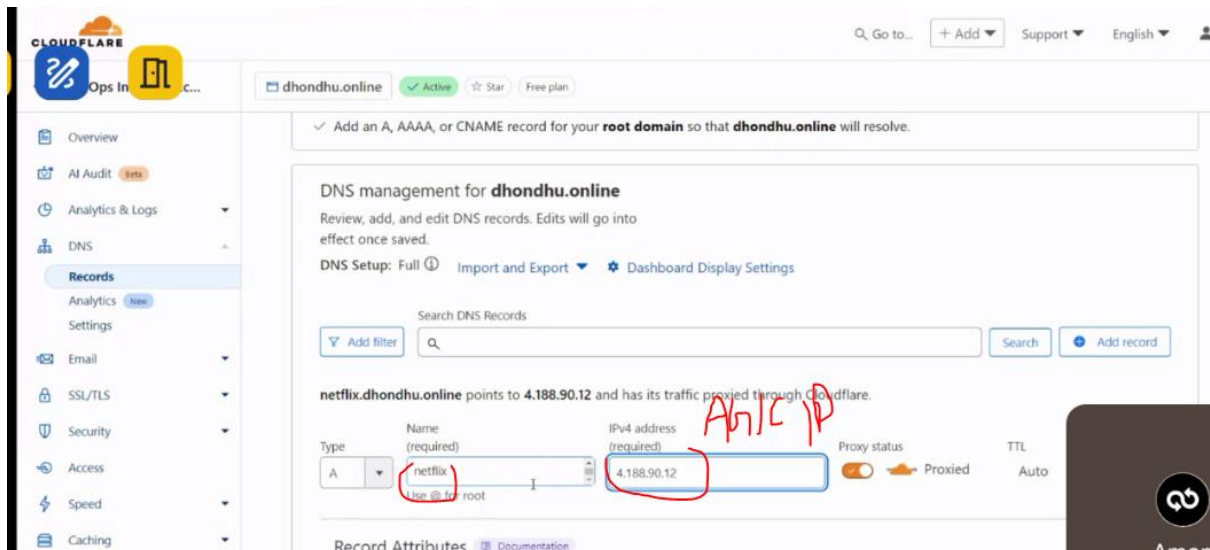 CLOUDFLARE
Go to...
+ Add
Support
English
Ops In
c...
dhondhu.online
Active
Star
Free plan
Overview
AI Audit Beta
Analytics & Logs
DNS
Records
Analytics New
Settings
Email
SSL/TLS
Security
Access
Speed
Caching
✓ Add an A, AAAA, or CNAME record for your root domain so that dhondhu.online will resolve.
DNS management for dhondhu.online
Review, add, and edit DNS records. Edits will go into
effect once saved.
DNS Setup: Full
Import and Export
Dashboard Display Settings
Search DNS Records
Add filter
Search
Add record
netflix.dhondhu.online points to 4.188.90.12 and has its traffic proxied through Cloudflare.
Type
Name
(required)
IPv4 address
(required)
Proxy status
TTL
A
netflix
4.188.90.12
Proxied
Auto
Use @ for root
Record Attributes
Documentation